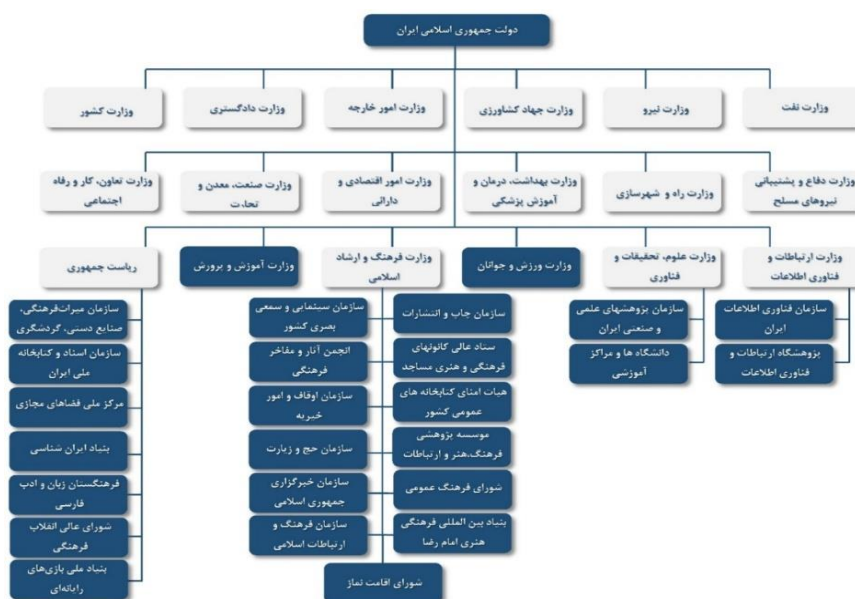 دولت جمهوری اسلامی ایران
وزارت نفت
وزارت نیرو
وزارت جهاد کشاورزی
وزارت امور خارجه
وزارت دادگستری
وزارت کشور
وزارت دفاع و پشتیبانی
نیروهای مسلح
وزارت راه و شهرسازی
وزارت بهداشت، درمان و
آموزش پزشکی
وزارت امور اقتصادی و
دارائی
وزارت صنعت، معدن و
تجارت
وزارت تعاون، کار و رفاه
اجتماعی
وزارت ارتباطات و
فناوری اطلاعات
وزارت علوم، تحقیقات و
فناوری
وزارت ورزش و جوانان
وزارت فرهنگ و ارشاد
اسلامی
وزارت آموزش و پرورش
ریاست جمهوری
سازمان فناوری اطلاعات
ایران
پژوهشگاه ارتباطات و
فناوری اطلاعات
سازمان پژوهشهای علمی
و صنعتی ایران
دانشگاه ها و مراکز
آموزشی
سازمان چاپ و انتشارات
ستاد عالی کانونهای
فرهنگی و هنری مساجد
هیات امنای کتابخانه های
عمومی کشور
موسسه پژوهشی
فرهنگ،هنر و ارتباطات
شورای فرهنگ عمومی
بنیاد بین المللی فرهنگی
هنری امام رضا
سازمان سینمایی و سمعی
بصری کشور
انجمن آثار و مفاخر
فرهنگی
سازمان اوقاف و امور
خیریه
سازمان حج و زیارت
سازمان خبرگزاری
جمهوری اسلامی
سازمان فرهنگ و
ارتباطات اسلامی
شورای اقامت نماز
سازمان میراث‌فرهنگی،
صنایع دستی، گردشگری
سازمان اسناد و کتابخانه
ملی ایران
مرکز ملی فضاهای مجازی
بنیاد ایران شناسی
فرهنگستان زبان و ادب
فارسی
شورای عالی انقلاب
فرهنگی
بنیاد ملی بازی‌های
رایانه‌ای